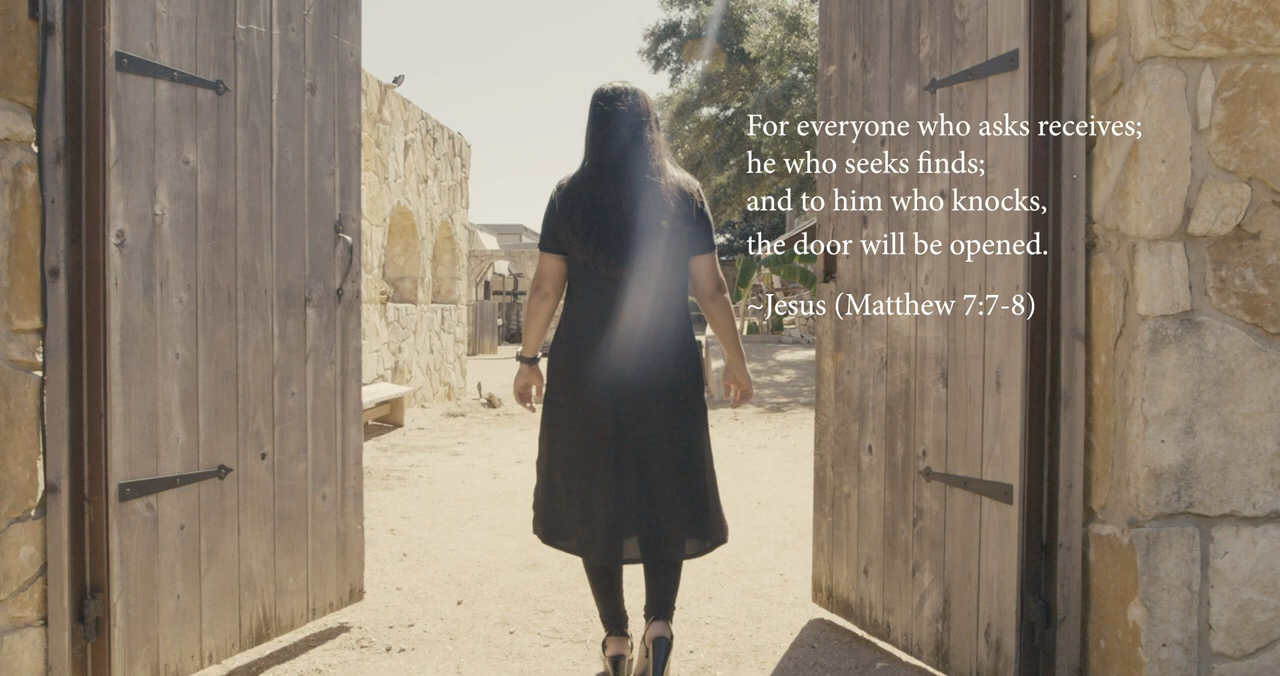 For everyone who asks receives;
he who seeks finds;
and to him who knocks,
the door will be opened.
~Jesus (Matthew 7:7-8)